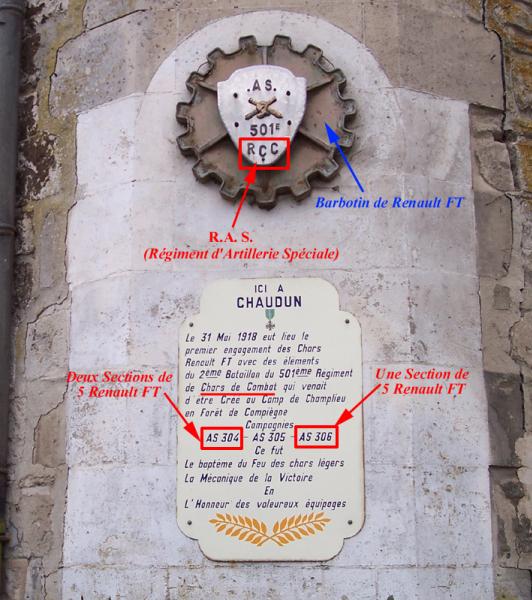 .A S.
501E
R C C
Barbotin de Renault FT
R.A. S.
(Régiment d'Artillerie Spéciale)
ICI A
CHAUDUN
Le 31 Mai 1918 eut lieu le
premier engagement des Chars
Renault FT avec des élements
du 2ème Bataillon du 501ème Régiment
de Chars de Combat qui venait
d'être Crée au Camp de Champlieu
en Forêt de Compiègne
Compagnies
AS 304 - AS 305 - AS 306
Ce fut
Le baptême du Feu des chars légers
La Mécanique de la Victoire
En
L'Honneur des valeureux équipages
Deux Sections de
5 Renault FT
Une Section de
5 Renault FT